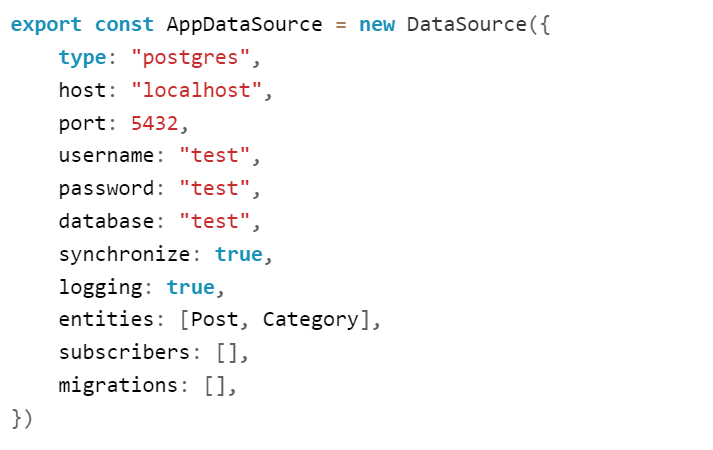 export const AppDataSource = new DataSource({
    type: "postgres",
    host: "localhost",
    port: 5432,
    username: "test",
    password: "test",
    database: "test",
    synchronize: true,
    logging: true,
    entities: [Post, Category],
    subscribers: [],
    migrations: [],
})